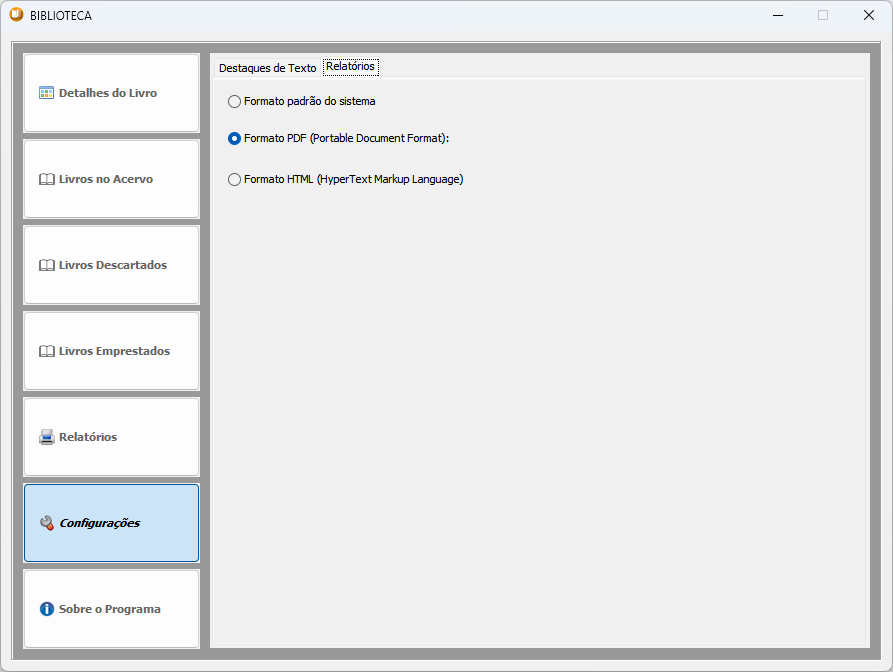 BIBLIOTECA
Detalhes do Livro
Livros no Acervo
Livros Descartados
Livros Emprestados
Relatórios
Configurações
Sobre o Programa
Destaques de Texto Relatórios
Formato padrão do sistema
Formato PDF (Portable Document Format):
Formato HTML (HyperText Markup Language)